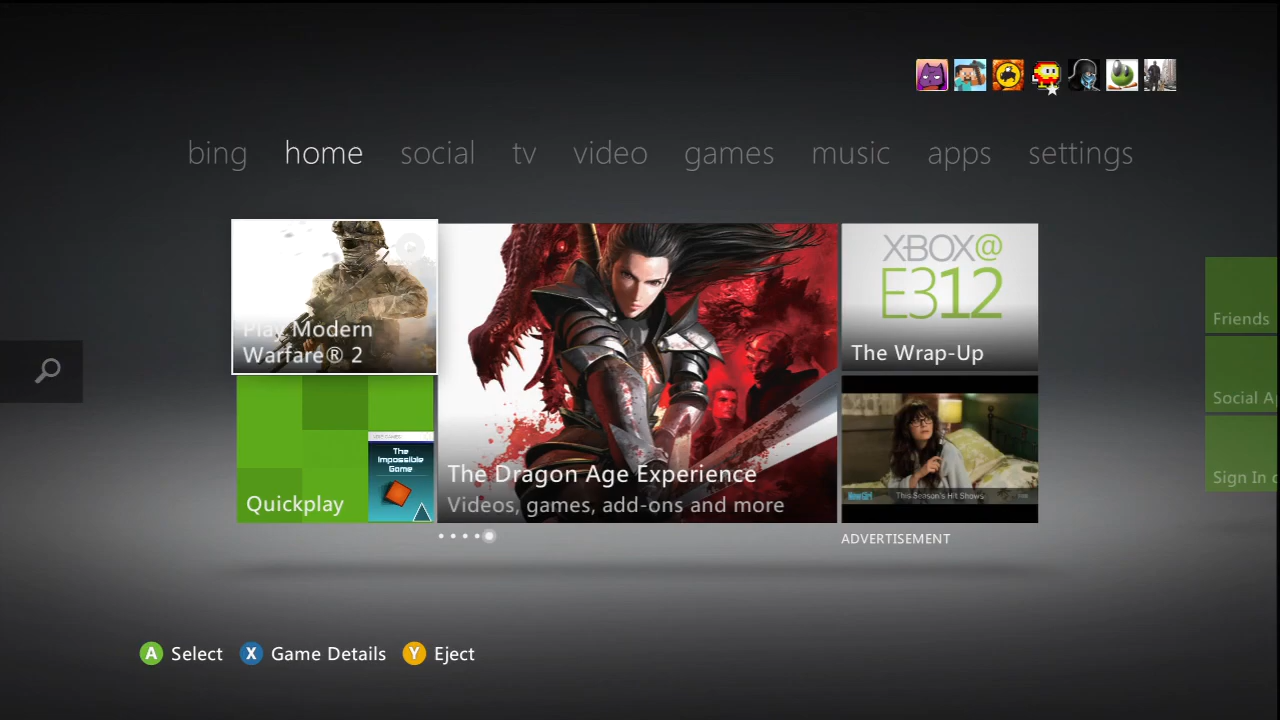 bing home social tv video games music apps settings
Play Modern
Warfare® 2
XBOX@
E312
The Wrap-Up
Friends
Social A
Sign In
The
Impossible
Game
Quickplay
The Dragon Age Experience
Videos, games, add-ons and more
This Season's Hit Shows
ADVERTISEMENT
A Select X Game Details Y Eject